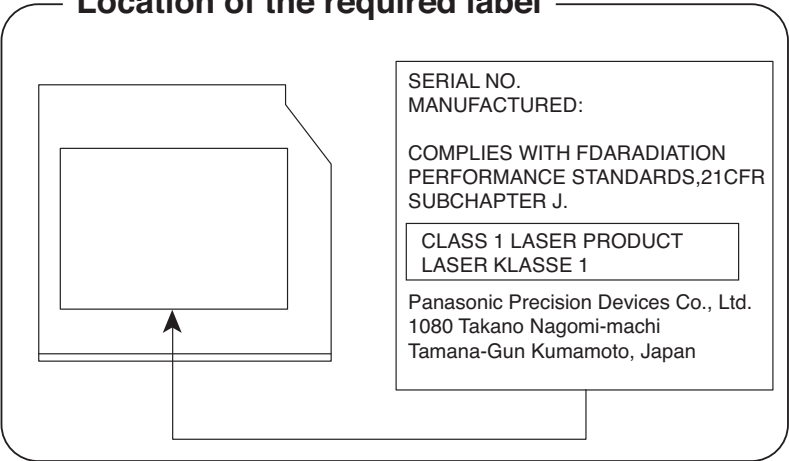 Location of the required label
SERIAL NO.
MANUFACTURED:
COMPLIES WITH FDARADIATION
PERFORMANCE STANDARDS,21CFR
SUBCHAPTER J.
CLASS 1 LASER PRODUCT
LASER KLASSE 1
Panasonic Precision Devices Co., Ltd.
1080 Takano Nagomi-machi
Tamana-Gun Kumamoto, Japan